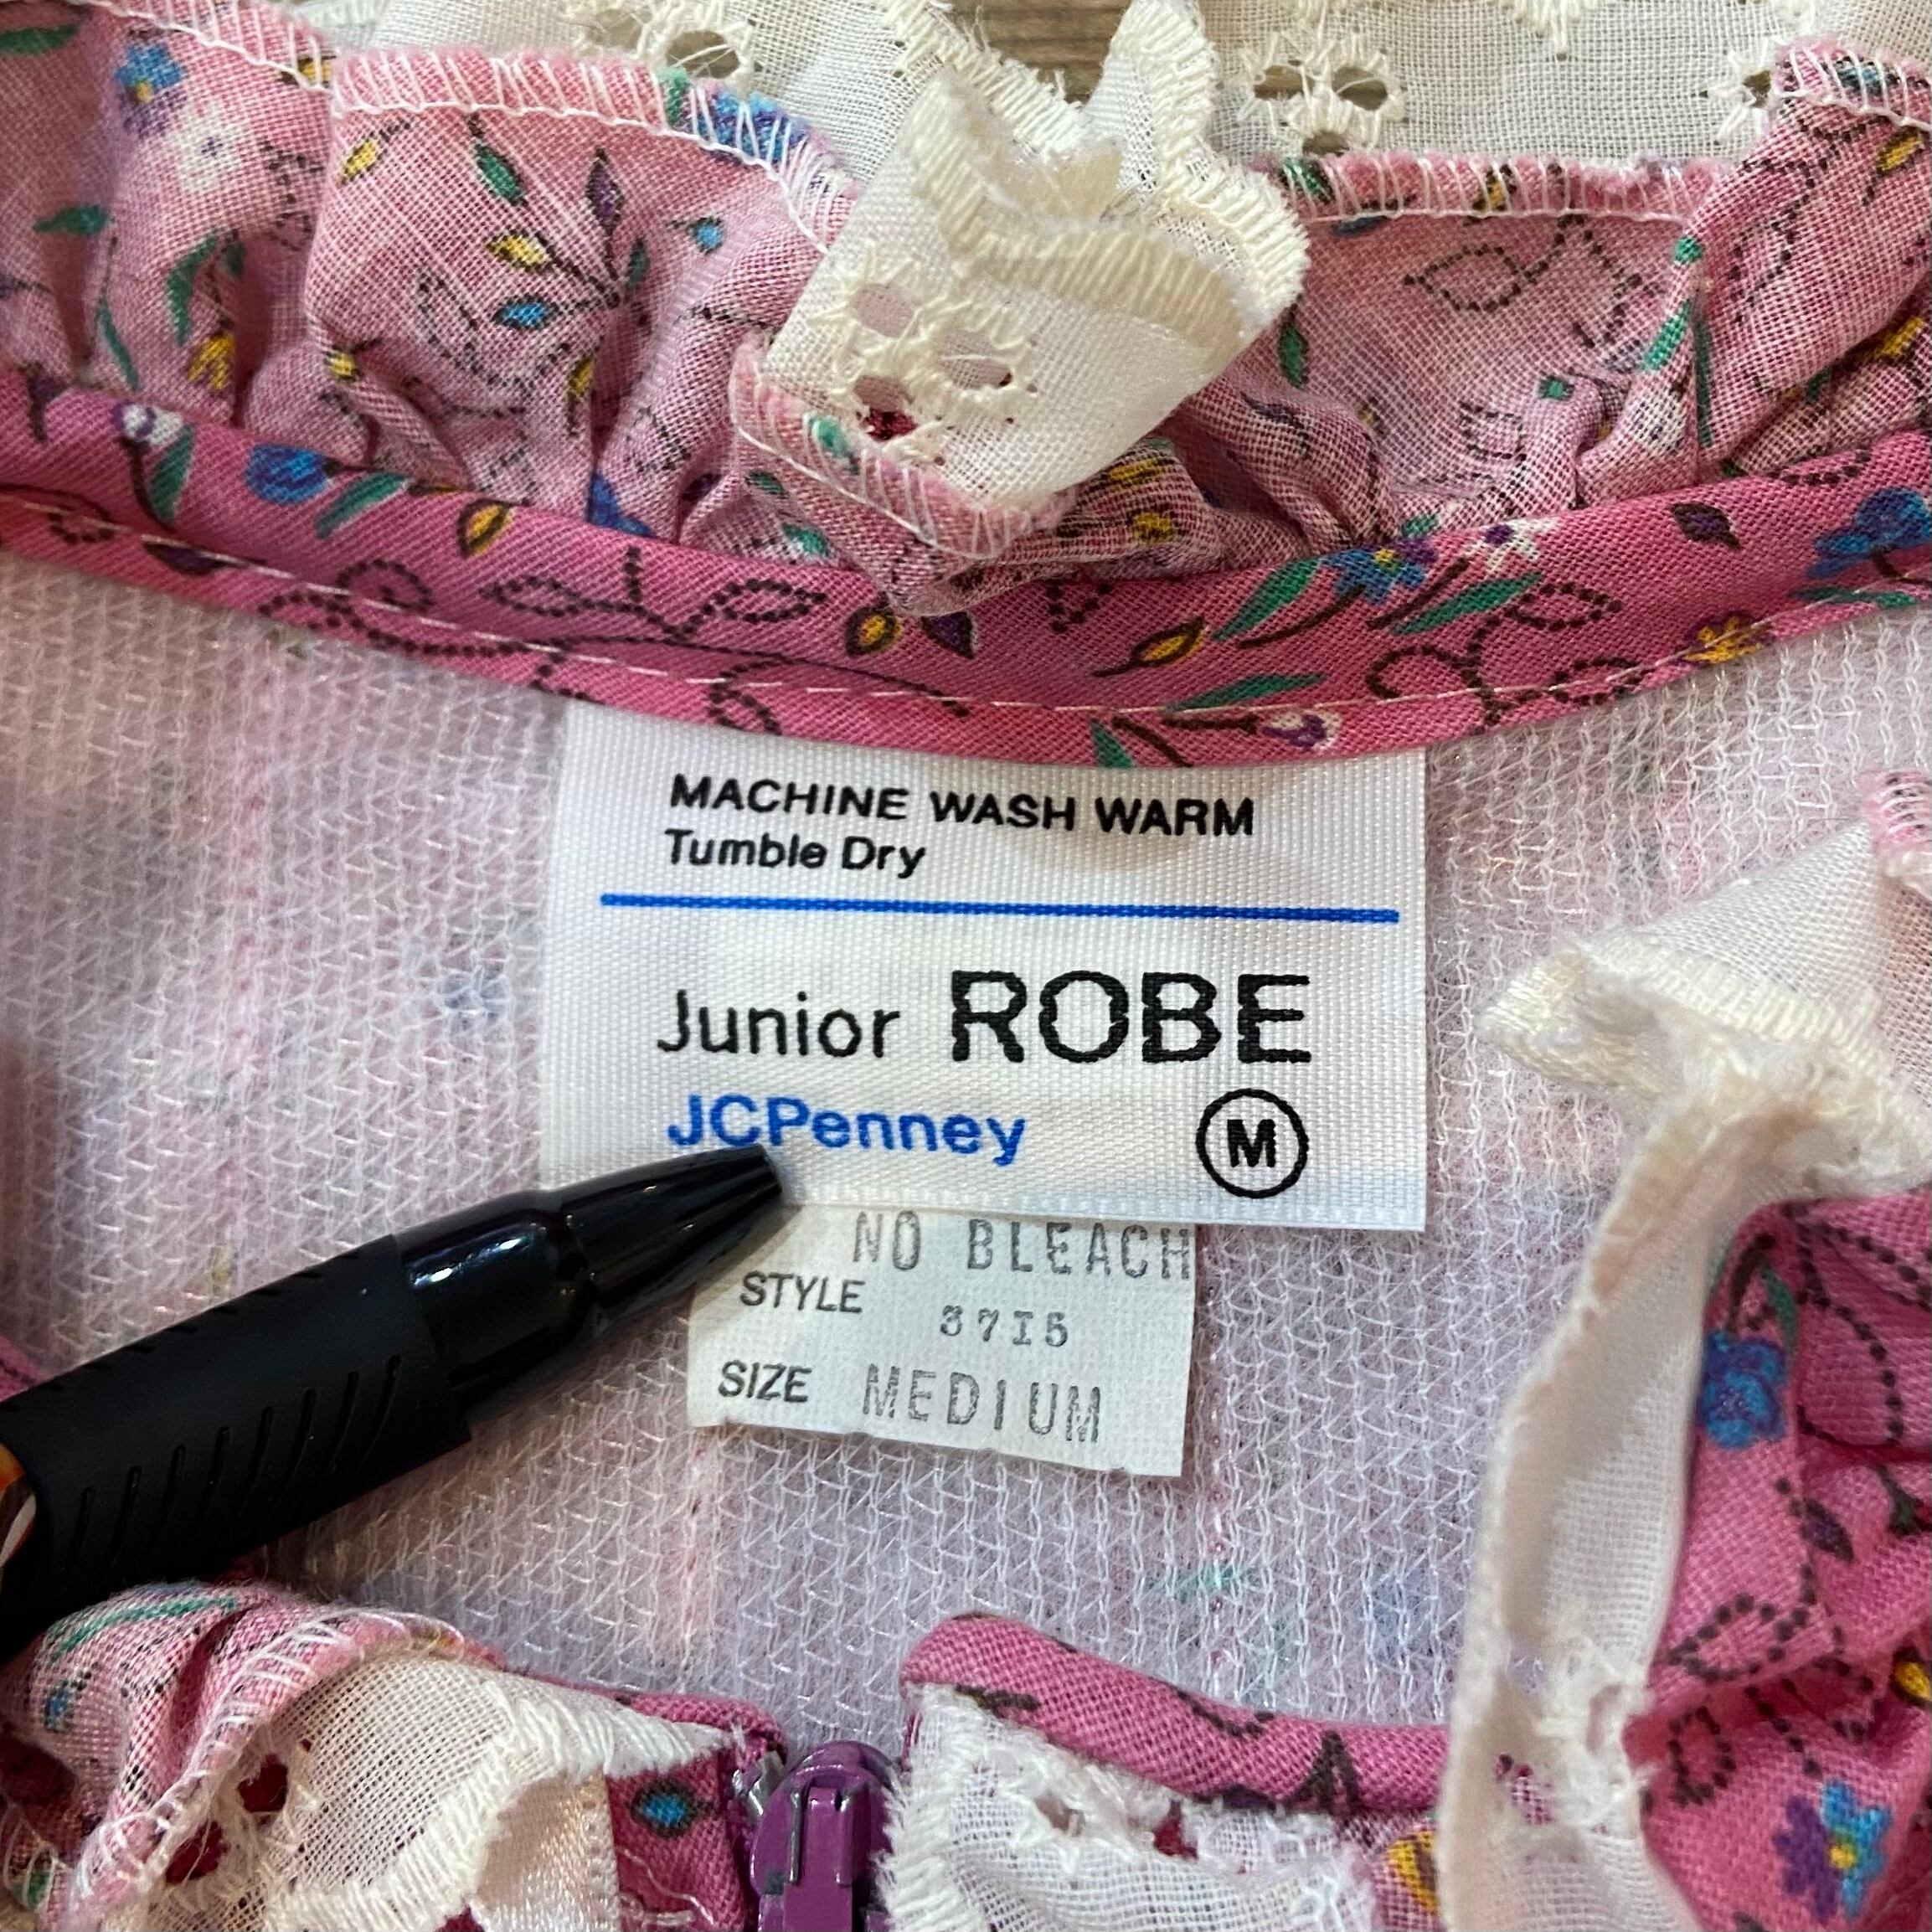 MACHINE WASH WARM
Tumble Dry
Junior ROBE
JCPenney M
NO BLEACH
STYLE 3715
SIZE MEDIUM